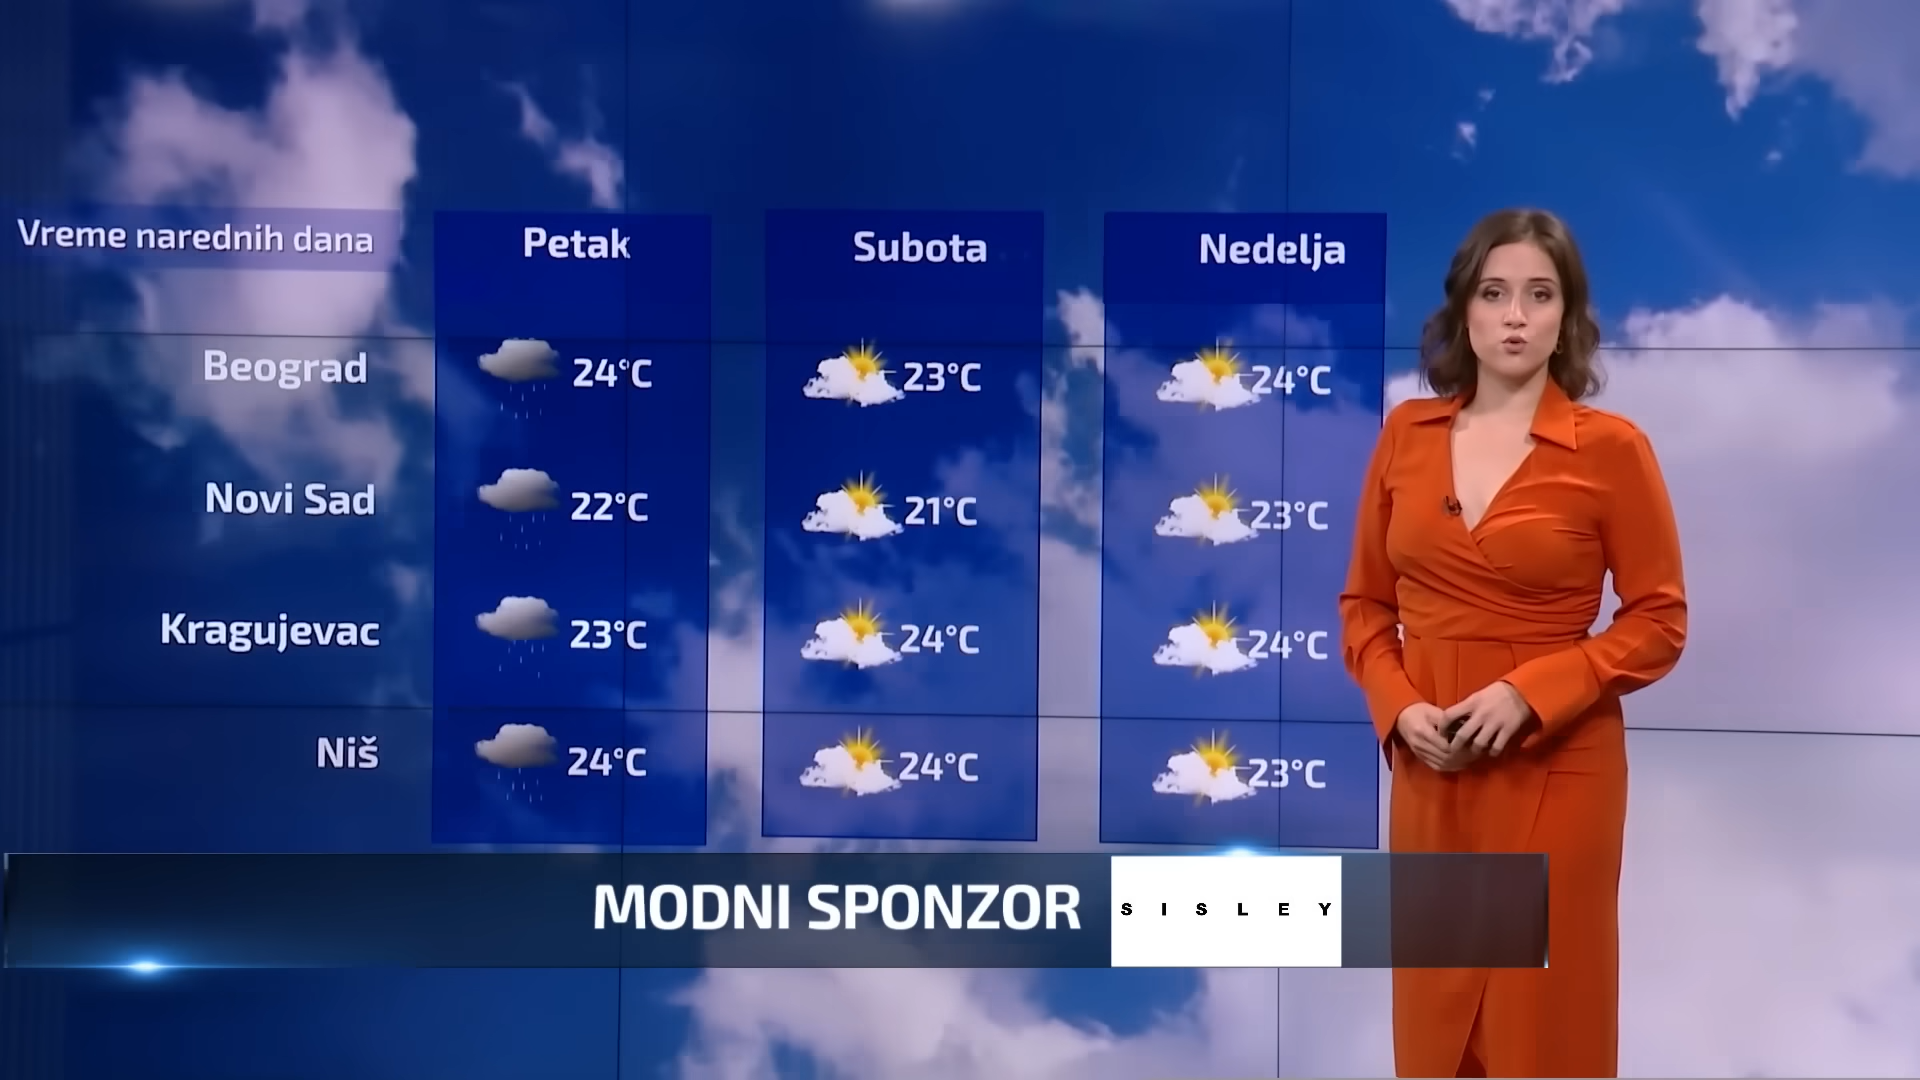 Vreme narednih dana
Petak Subota Nedelja
Beograd 24°C 23°C 24°C
Novi Sad 22°C 21°C 23°C
Kragujevac 23°C 24°C 24°C
Niš 24°C 24°C 23°C
MODNI SPONZOR SISLEY